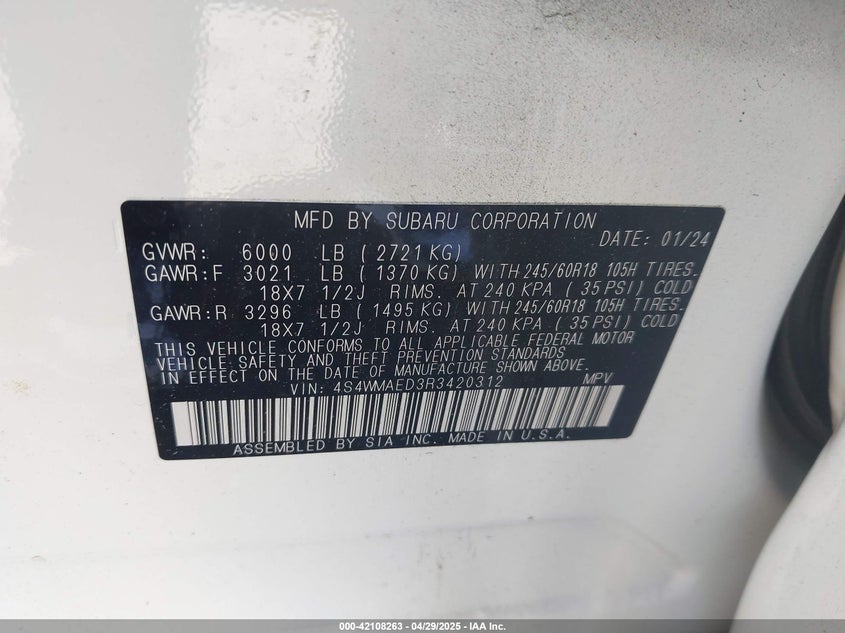 MFD BY SUBARU CORPORATION
DATE: 01/24
GVWR: 6000 LB ( 2721 KG)
GAWR:F 3021 LB ( 1370 KG) WITH 245/60R18 105H TIRES.
18X7 1/2J RIMS. AT 240 KPA ( 35 PSI) COLD
GAWR:R 3296 LB ( 1495 KG) WITH 245/60R18 105H TIRES.
18X7 1/2J RIMS. AT 240 KPA ( 35 PSI) COLD
THIS VEHICLE CONFORMS TO ALL APPLICABLE FEDERAL MOTOR
VEHICLE SAFETY AND THEFT PREVENTION STANDARDS
IN EFFECT ON THE DATE OF MANUFACTURE SHOWN ABOVE.
VIN: 4S4WMAED3R3420312 MPV
ASSEMBLED BY SIA INC. MADE IN U.S.A.
000-42108263 - 04/29/2025 - IAA Inc.